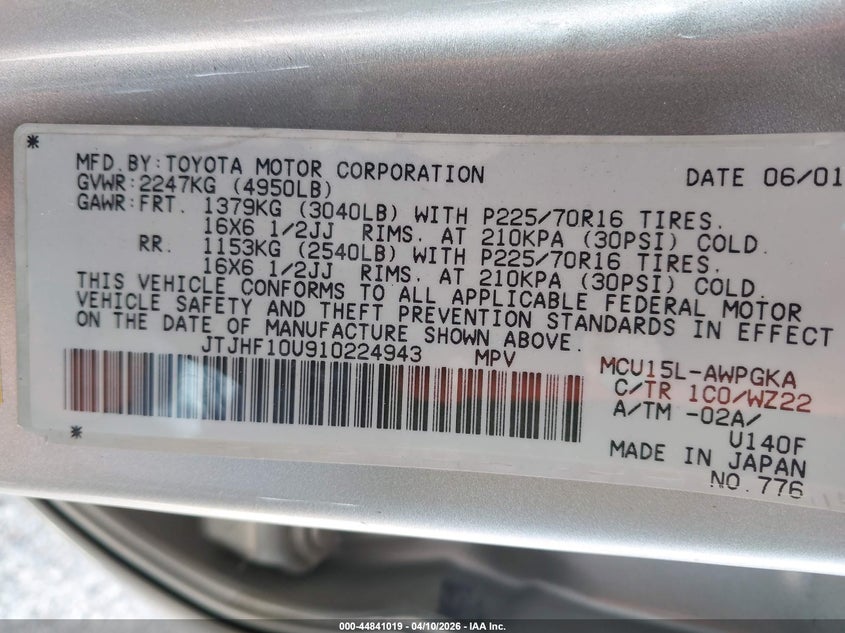 * MFD.BY:TOYOTA MOTOR CORPORATION DATE 06/01
GVWR:2247KG (4950LB)
GAWR:FRT. 1379KG (3040LB) WITH P225/70R16 TIRES.
16X6 1/2JJ RIMS. AT 210KPA (30PSI) COLD.
RR. 1153KG (2540LB) WITH P225/70R16 TIRES.
16X6 1/2JJ RIMS. AT 210KPA (30PSI) COLD.
THIS VEHICLE CONFORMS TO ALL APPLICABLE FEDERAL MOTOR
VEHICLE SAFETY AND THEFT PREVENTION STANDARDS IN EFFECT
ON THE DATE OF MANUFACTURE SHOWN ABOVE.
JTJHF10U910224943 MPV
MCU15L-AWPGKA
C/TR 1C0/WZ22
A/TM -02A/
U140F
* MADE IN JAPAN
NO.776
000-44841019 - 04/10/2026 - IAA Inc.